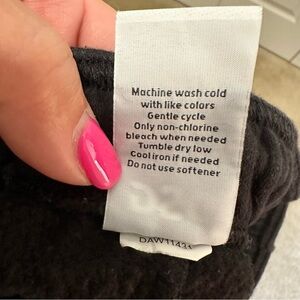 Machine wash cold
with like colors
Gentle cycle
Only non-chlorine
bleach when needed
Tumble dry low
Cool iron if needed
Do not use softener